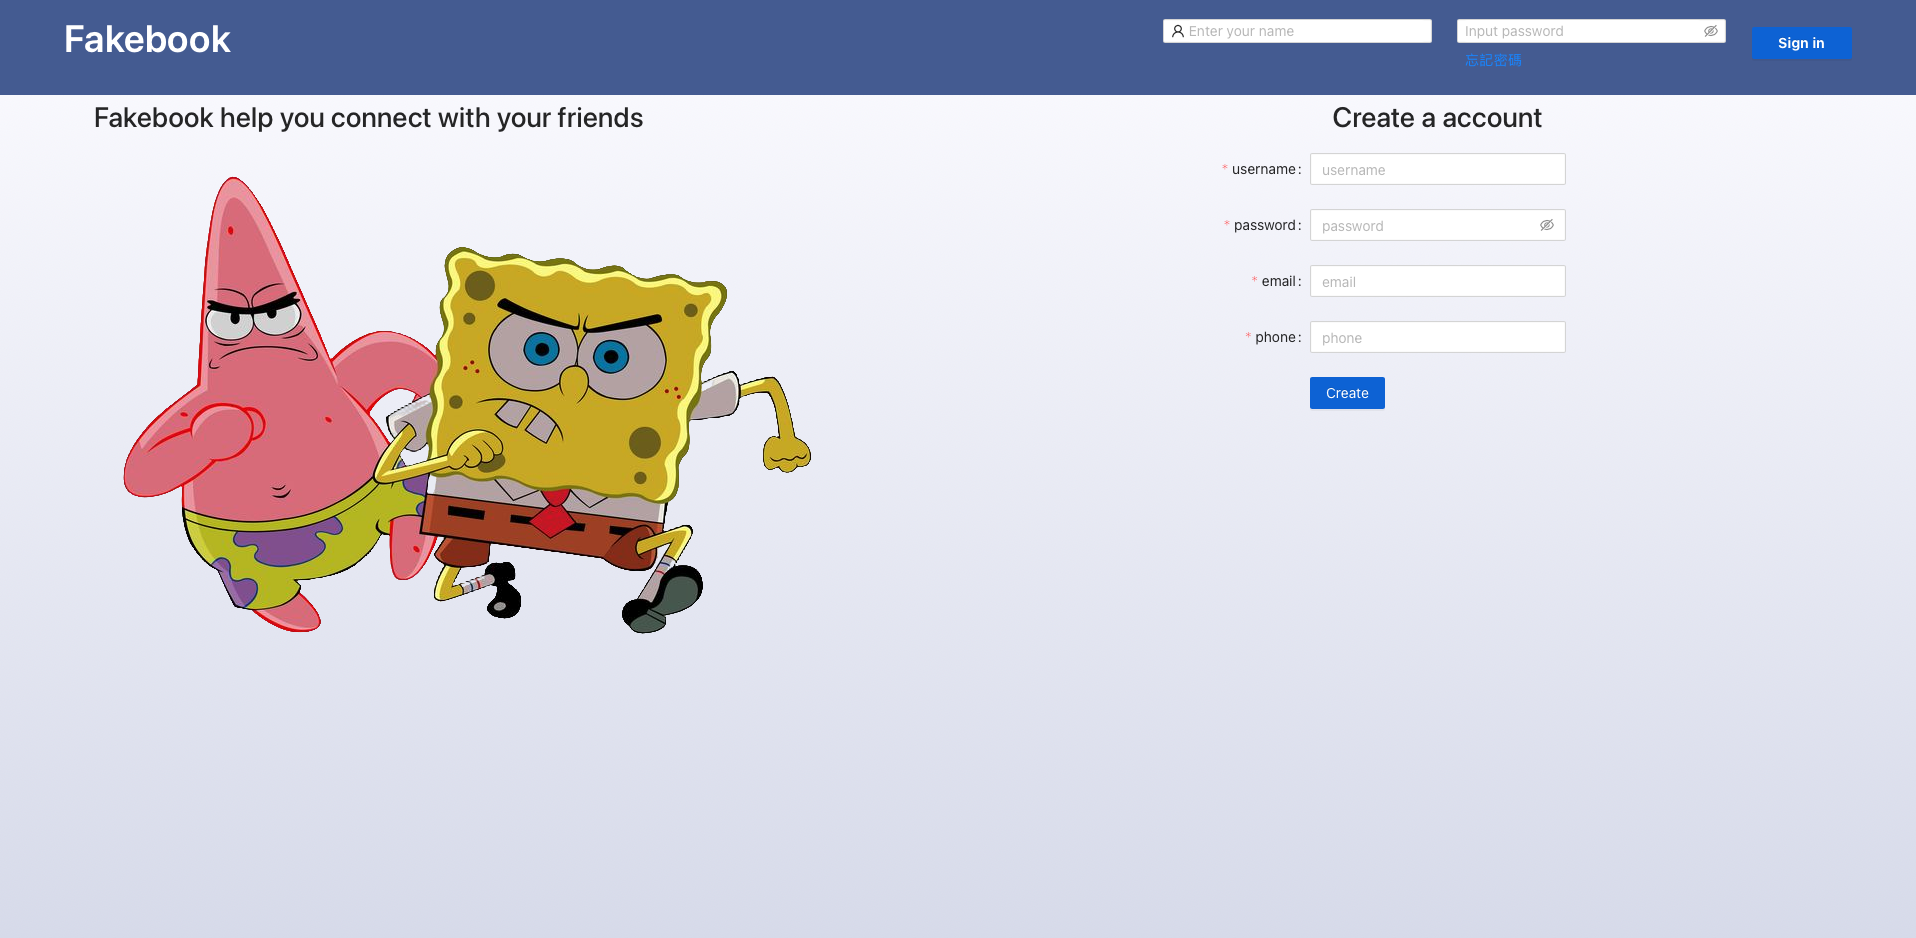 Fakebook
Enter your name
Input password
Sign in
忘記密碼
Fakebook help you connect with your friends
Create a account
* username:
username
* password:
password
* email:
email
* phone:
phone
Create